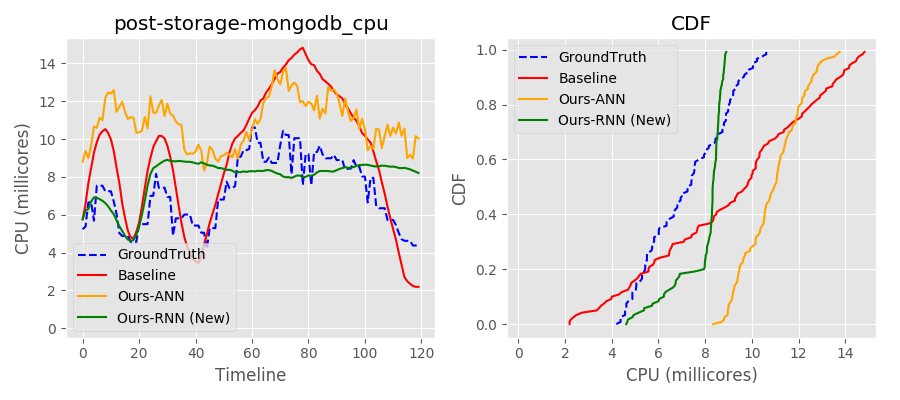 post-storage-mongodb_cpu
CPU (millicores)
14
12
10
8
6
4
2
0
GroundTruth
Baseline
Ours-ANN
Ours-RNN (New)
0 20 40 60 80 100 120
Timeline
CDF
CDF
1.0
0.8
0.6
0.4
0.2
0.0
GroundTruth
Baseline
Ours-ANN
Ours-RNN (New)
0 2 4 6 8 10 12 14
CPU (millicores)